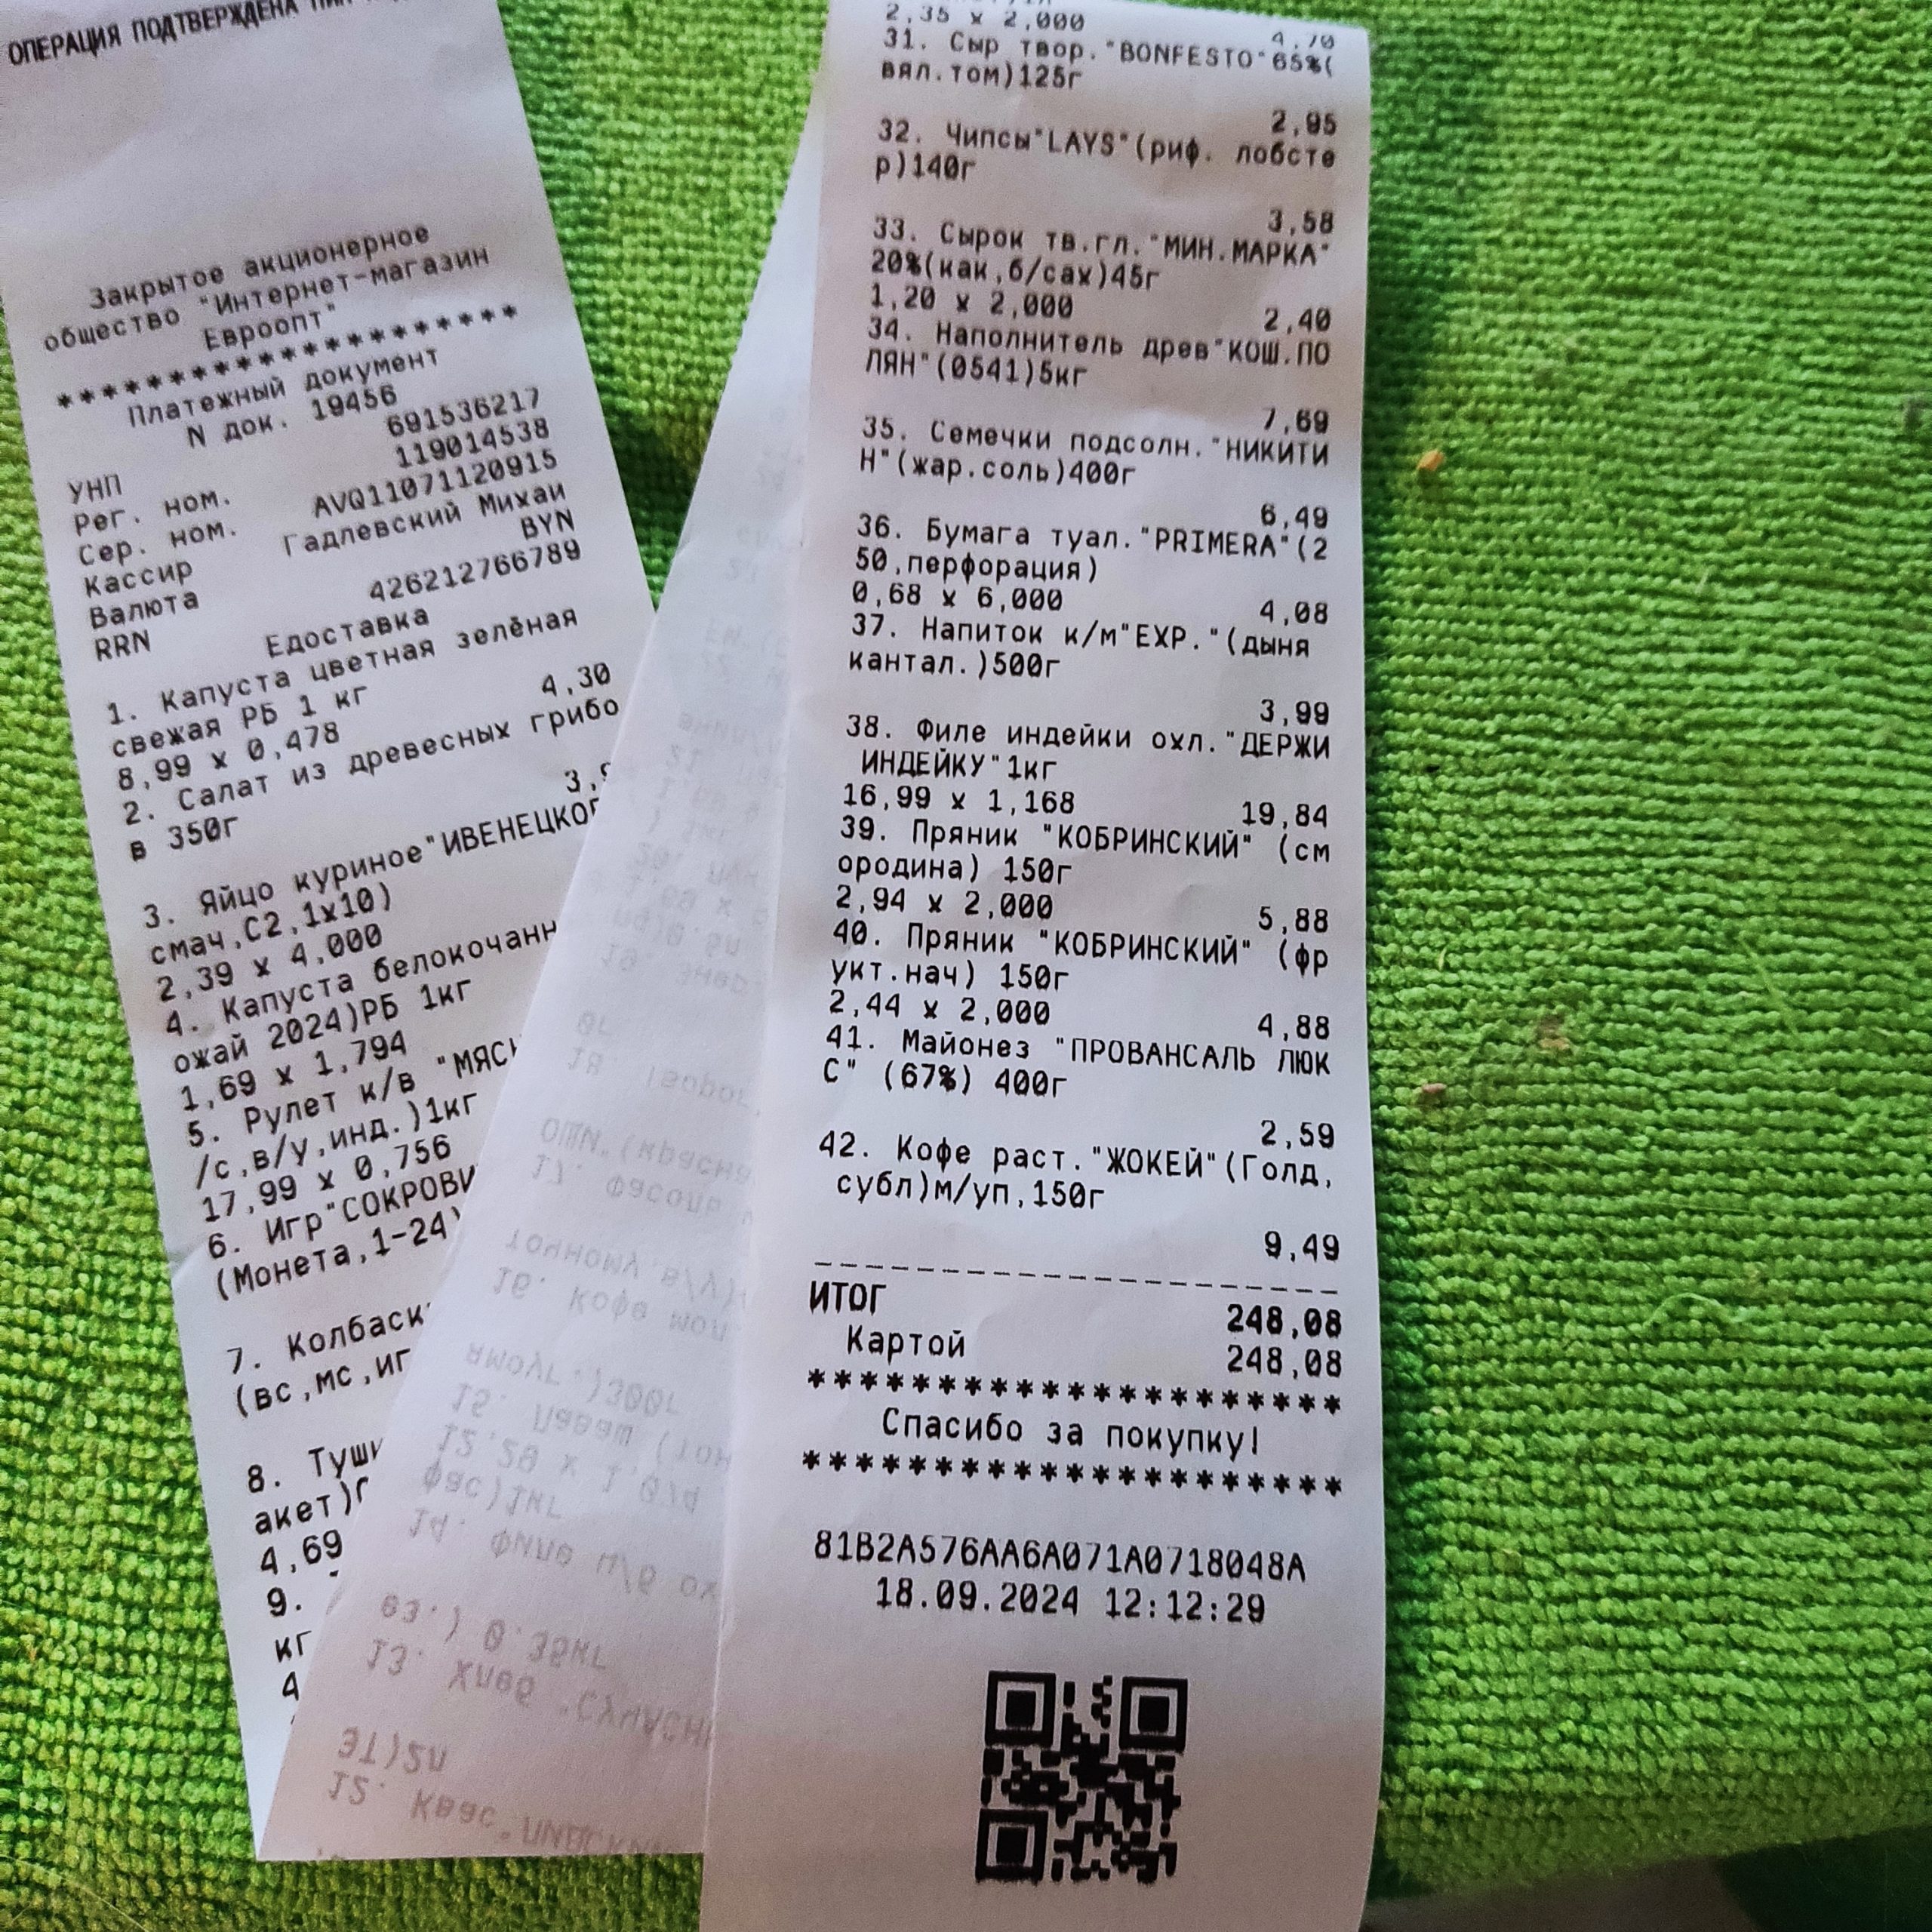 ОПЕРАЦИЯ ПОДТВЕРЖДЕНА
Закрытое акционерное
общество "Интернет-магазин
Евроопт"
******************
Платежный документ
N док. 19456
УНП 691536217
Рег. ном. 119014538
Сер. ном. AVQ11071120915
Кассир Гадлевский Михаи
Валюта BYN
RRN 426212766789
Едоставка
1. Капуста цветная зелёная
свежая РБ 1 кг
8,99 x 0,478 4,30
2. Салат из древесных грибо
в 350г
3,9
3. Яйцо куриное"ИВЕНЕЦКОГ
смач,С2,1x10)
2,39 x 4,000
4. Капуста белокочанн
ожай 2024)РБ 1кг
1,69 x 1,794
5. Рулет к/в "МЯСН
/с,в/у,инд.)1кг
17,99 x 0,756
6. Игр"СОКРОВИ
(Монета,1-24)
7. Колбаск
(вс,мс,иг
8. Туши
акет)Г
4,69
9.
кг
4
2,35 x 2,000 4,70
31. Сыр твор."BONFESTO"65%(
вял.том)125г
2,95
32. Чипсы"LAYS"(риф. лобсте
р)140г
3,58
33. Сырок тв.гл."МИН.МАРКА"
20%(как,б/сах)45г
1,20 x 2,000 2,40
34. Наполнитель древ"КОШ.ПО
ЛЯН"(0541)5кг
7,69
35. Семечки подсолн."НИКИТИ
Н"(жар.соль)400г
6,49
36. Бумага туал."PRIMERA"(2
50,перфорация)
0,68 x 6,000 4,08
37. Напиток к/м"EXP."(дыня
кантал.)500г
3,99
38. Филе индейки охл."ДЕРЖИ
ИНДЕЙКУ"1кг
16,99 x 1,168 19,84
39. Пряник "КОБРИНСКИЙ" (см
ородина) 150г
2,94 x 2,000 5,88
40. Пряник "КОБРИНСКИЙ" (фр
укт.нач) 150г
2,44 x 2,000 4,88
41. Майонез "ПРОВАНСАЛЬ ЛЮК
С" (67%) 400г
2,59
42. Кофе раст."ЖОКЕЙ"(Голд,
субл)м/уп,150г
9,49
--------------------
ИТОГ 248,08
Картой 248,08
********************
Спасибо за покупку!
********************
81B2A576AA6A071A0718048A
18.09.2024 12:12:29